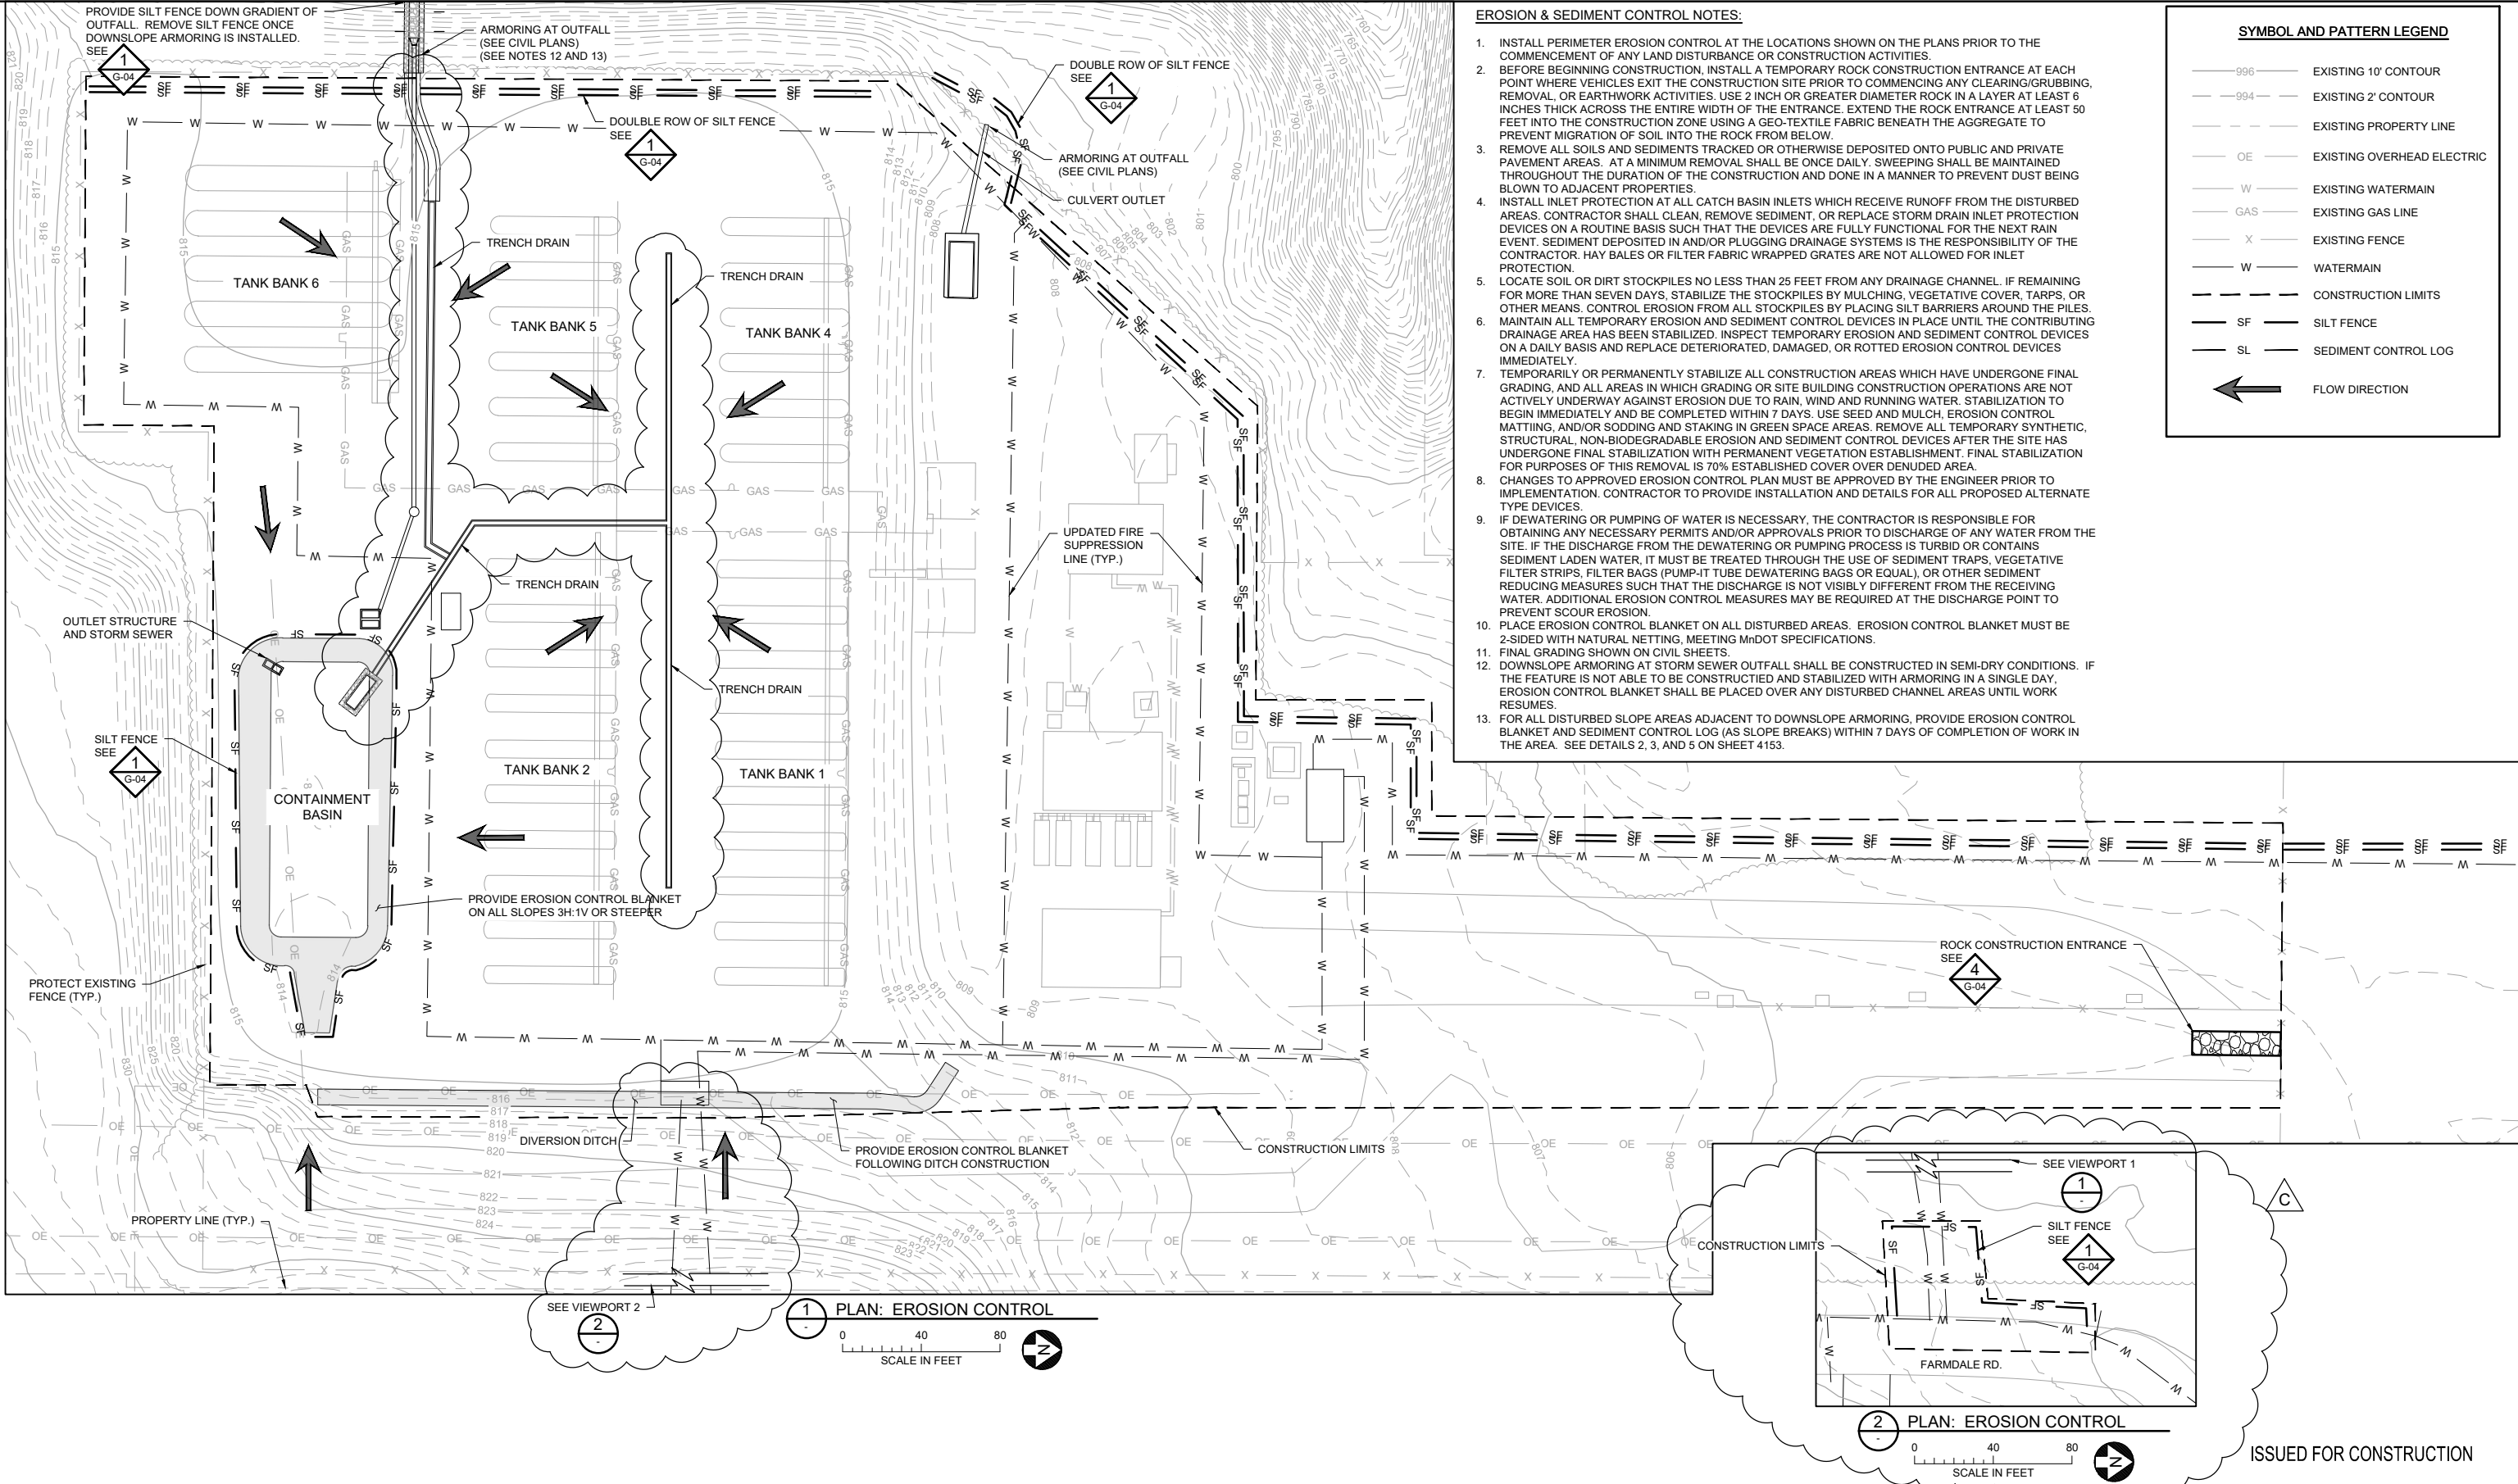 PROVIDE SILT FENCE DOWN GRADIENT OF
OUTFALL. REMOVE SILT FENCE ONCE
DOWNSLOPE ARMORING IS INSTALLED.
SEE
1
G-04
ARMORING AT OUTFALL
(SEE CIVIL PLANS)
(SEE NOTES 12 AND 13)
DOUBLE ROW OF SILT FENCE
SEE
1
G-04
DOULBLE ROW OF SILT FENCE
SEE
1
G-04
ARMORING AT OUTFALL
(SEE CIVIL PLANS)
CULVERT OUTLET
TRENCH DRAIN
TRENCH DRAIN
TANK BANK 6
TANK BANK 5
TANK BANK 4
UPDATED FIRE
SUPPRESSION
LINE (TYP.)
TRENCH DRAIN
OUTLET STRUCTURE
AND STORM SEWER
TRENCH DRAIN
SILT FENCE
SEE
1
G-04
TANK BANK 2
TANK BANK 1
CONTAINMENT
BASIN
PROVIDE EROSION CONTROL BLANKET
ON ALL SLOPES 3H:1V OR STEEPER
PROTECT EXISTING
FENCE (TYP.)
ROCK CONSTRUCTION ENTRANCE
SEE
4
G-04
DIVERSION DITCH
PROVIDE EROSION CONTROL BLANKET
FOLLOWING DITCH CONSTRUCTION
CONSTRUCTION LIMITS
PROPERTY LINE (TYP.)
SEE VIEWPORT 2
2
-
1
-
PLAN: EROSION CONTROL
0 40 80
SCALE IN FEET
N
EROSION & SEDIMENT CONTROL NOTES:
1. INSTALL PERIMETER EROSION CONTROL AT THE LOCATIONS SHOWN ON THE PLANS PRIOR TO THE
COMMENCEMENT OF ANY LAND DISTURBANCE OR CONSTRUCTION ACTIVITIES.
2. BEFORE BEGINNING CONSTRUCTION, INSTALL A TEMPORARY ROCK CONSTRUCTION ENTRANCE AT EACH
POINT WHERE VEHICLES EXIT THE CONSTRUCTION SITE PRIOR TO COMMENCING ANY CLEARING/GRUBBING,
REMOVAL, OR EARTHWORK ACTIVITIES. USE 2 INCH OR GREATER DIAMETER ROCK IN A LAYER AT LEAST 6
INCHES THICK ACROSS THE ENTIRE WIDTH OF THE ENTRANCE. EXTEND THE ROCK ENTRANCE AT LEAST 50
FEET INTO THE CONSTRUCTION ZONE USING A GEO-TEXTILE FABRIC BENEATH THE AGGREGATE TO
PREVENT MIGRATION OF SOIL INTO THE ROCK FROM BELOW.
3. REMOVE ALL SOILS AND SEDIMENTS TRACKED OR OTHERWISE DEPOSITED ONTO PUBLIC AND PRIVATE
PAVEMENT AREAS. AT A MINIMUM REMOVAL SHALL BE ONCE DAILY. SWEEPING SHALL BE MAINTAINED
THROUGHOUT THE DURATION OF THE CONSTRUCTION AND DONE IN A MANNER TO PREVENT DUST BEING
BLOWN TO ADJACENT PROPERTIES.
4. INSTALL INLET PROTECTION AT ALL CATCH BASIN INLETS WHICH RECEIVE RUNOFF FROM THE DISTURBED
AREAS. CONTRACTOR SHALL CLEAN, REMOVE SEDIMENT, OR REPLACE STORM DRAIN INLET PROTECTION
DEVICES ON A ROUTINE BASIS SUCH THAT THE DEVICES ARE FULLY FUNCTIONAL FOR THE NEXT RAIN
EVENT. SEDIMENT DEPOSITED IN AND/OR PLUGGING DRAINAGE SYSTEMS IS THE RESPONSIBILITY OF THE
CONTRACTOR. HAY BALES OR FILTER FABRIC WRAPPED GRATES ARE NOT ALLOWED FOR INLET
PROTECTION.
5. LOCATE SOIL OR DIRT STOCKPILES NO LESS THAN 25 FEET FROM ANY DRAINAGE CHANNEL. IF REMAINING
FOR MORE THAN SEVEN DAYS, STABILIZE THE STOCKPILES BY MULCHING, VEGETATIVE COVER, TARPS, OR
OTHER MEANS. CONTROL EROSION FROM ALL STOCKPILES BY PLACING SILT BARRIERS AROUND THE PILES.
6. MAINTAIN ALL TEMPORARY EROSION AND SEDIMENT CONTROL DEVICES IN PLACE UNTIL THE CONTRIBUTING
DRAINAGE AREA HAS BEEN STABILIZED. INSPECT TEMPORARY EROSION AND SEDIMENT CONTROL DEVICES
ON A DAILY BASIS AND REPLACE DETERIORATED, DAMAGED, OR ROTTED EROSION CONTROL DEVICES
IMMEDIATELY.
7. TEMPORARILY OR PERMANENTLY STABILIZE ALL CONSTRUCTION AREAS WHICH HAVE UNDERGONE FINAL
GRADING, AND ALL AREAS IN WHICH GRADING OR SITE BUILDING CONSTRUCTION OPERATIONS ARE NOT
ACTIVELY UNDERWAY AGAINST EROSION DUE TO RAIN, WIND AND RUNNING WATER. STABILIZATION TO
BEGIN IMMEDIATELY AND BE COMPLETED WITHIN 7 DAYS. USE SEED AND MULCH, EROSION CONTROL
MATTING, AND/OR SODDING AND STAKING IN GREEN SPACE AREAS. REMOVE ALL TEMPORARY SYNTHETIC,
STRUCTURAL, NON-BIODEGRADABLE EROSION AND SEDIMENT CONTROL DEVICES AFTER THE SITE HAS
UNDERGONE FINAL STABILIZATION WITH PERMANENT VEGETATION ESTABLISHMENT. FINAL STABILIZATION
FOR PURPOSES OF THIS REMOVAL IS 70% ESTABLISHED COVER OVER DENUDED AREA.
8. CHANGES TO APPROVED EROSION CONTROL PLAN MUST BE APPROVED BY THE ENGINEER PRIOR TO
IMPLEMENTATION. CONTRACTOR TO PROVIDE INSTALLATION AND DETAILS FOR ALL PROPOSED ALTERNATE
TYPE DEVICES.
9. IF DEWATERING OR PUMPING OF WATER IS NECESSARY, THE CONTRACTOR IS RESPONSIBLE FOR
OBTAINING ANY NECESSARY PERMITS AND/OR APPROVALS PRIOR TO DISCHARGE OF ANY WATER FROM THE
SITE. IF THE DISCHARGE FROM THE DEWATERING OR PUMPING PROCESS IS TURBID OR CONTAINS
SEDIMENT LADEN WATER, IT MUST BE TREATED THROUGH THE USE OF SEDIMENT TRAPS, VEGETATIVE
FILTER STRIPS, FILTER BAGS (PUMP-IT TUBE DEWATERING BAGS OR EQUAL), OR OTHER SEDIMENT
REDUCING MEASURES SUCH THAT THE DISCHARGE IS NOT VISIBLY DIFFERENT FROM THE RECEIVING
WATER. ADDITIONAL EROSION CONTROL MEASURES MAY BE REQUIRED AT THE DISCHARGE POINT TO
PREVENT SCOUR EROSION.
10. PLACE EROSION CONTROL BLANKET ON ALL DISTURBED AREAS. EROSION CONTROL BLANKET MUST BE
2-SIDED WITH NATURAL NETTING, MEETING MnDOT SPECIFICATIONS.
11. FINAL GRADING SHOWN ON CIVIL SHEETS.
12. DOWNSLOPE ARMORING AT STORM SEWER OUTFALL SHALL BE CONSTRUCTED IN SEMI-DRY CONDITIONS. IF
THE FEATURE IS NOT ABLE TO BE CONSTRUCTIED AND STABILIZED WITH ARMORING IN A SINGLE DAY,
EROSION CONTROL BLANKET SHALL BE PLACED OVER ANY DISTURBED CHANNEL AREAS UNTIL WORK
RESUMES.
13. FOR ALL DISTURBED SLOPE AREAS ADJACENT TO DOWNSLOPE ARMORING, PROVIDE EROSION CONTROL
BLANKET AND SEDIMENT CONTROL LOG (AS SLOPE BREAKS) WITHIN 7 DAYS OF COMPLETION OF WORK IN
THE AREA. SEE DETAILS 2, 3, AND 5 ON SHEET 4153.
SYMBOL AND PATTERN LEGEND
996 EXISTING 10' CONTOUR
994 EXISTING 2' CONTOUR
EXISTING PROPERTY LINE
OE EXISTING OVERHEAD ELECTRIC
W EXISTING WATERMAIN
GAS EXISTING GAS LINE
X EXISTING FENCE
W WATERMAIN
CONSTRUCTION LIMITS
SF SILT FENCE
SL SEDIMENT CONTROL LOG
FLOW DIRECTION
SEE VIEWPORT 1
1
-
C
SILT FENCE
SEE
1
G-04
CONSTRUCTION LIMITS
FARMDALE RD.
2
-
PLAN: EROSION CONTROL
0 40 80
SCALE IN FEET
N
ISSUED FOR CONSTRUCTION